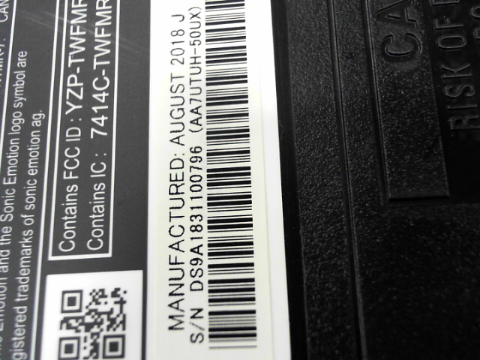 Emotion and the Sonic Emotion logo symbol are
registered trademarks of sonic emotion ag.
Contains FCC ID : YZP-TWFMR
Contains IC : 7414C-TWFMR
MANUFACTURED: AUGUST 2018 J
S/N DS9A1831100796 (AA7UTUH-50UX)
CA
RISK OF